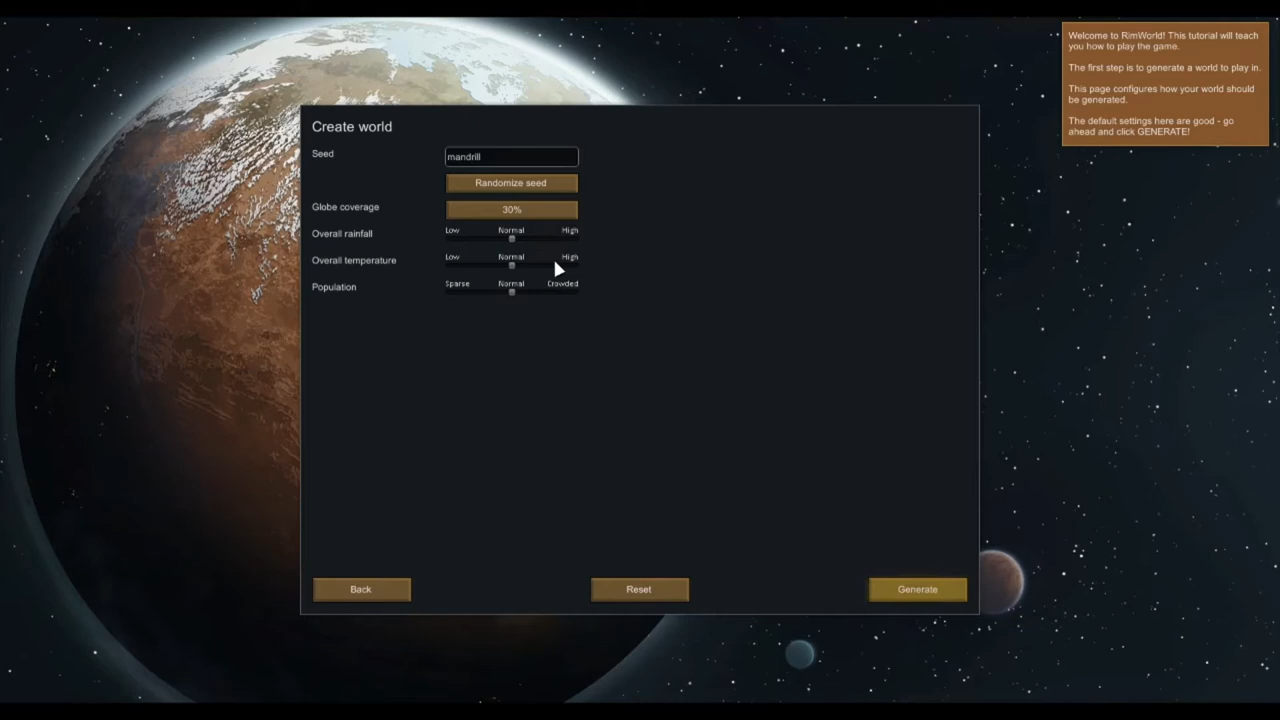 Welcome to RimWorld! This tutorial will teach
you how to play the game.
The first step is to generate a world to play in.
This page configures how your world should
be generated.
The default settings here are good - go
ahead and click GENERATE!
Create world
Seed
mandrill
Randomize seed
Globe coverage
30%
Overall rainfall
Low Normal High
Overall temperature
Low Normal High
Population
Sparse Normal Crowded
Back
Reset
Generate